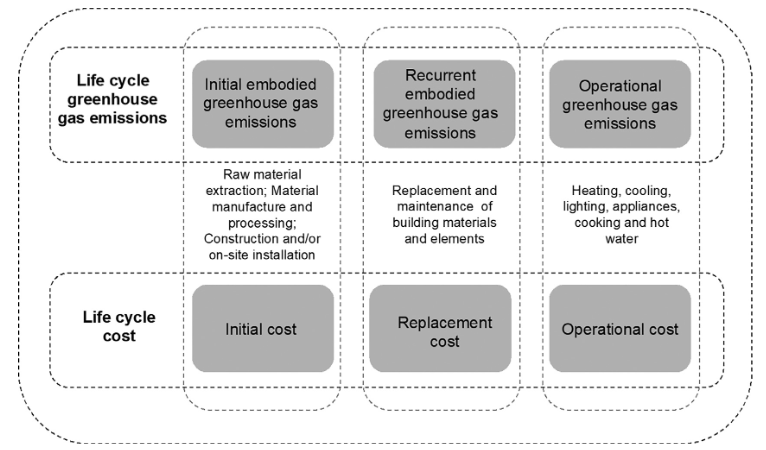 Life cycle
greenhouse
gas emissions
Initial embodied
greenhouse gas
emissions
Recurrent
embodied
greenhouse gas
emissions
Operational
greenhouse gas
emissions
Raw material
extraction; Material
manufacture and
processing;
Construction and/or
on-site installation
Replacement and
maintenance of
building materials
and elements
Heating, cooling,
lighting, appliances,
cooking and hot
water
Life cycle
cost
Initial cost
Replacement
cost
Operational cost